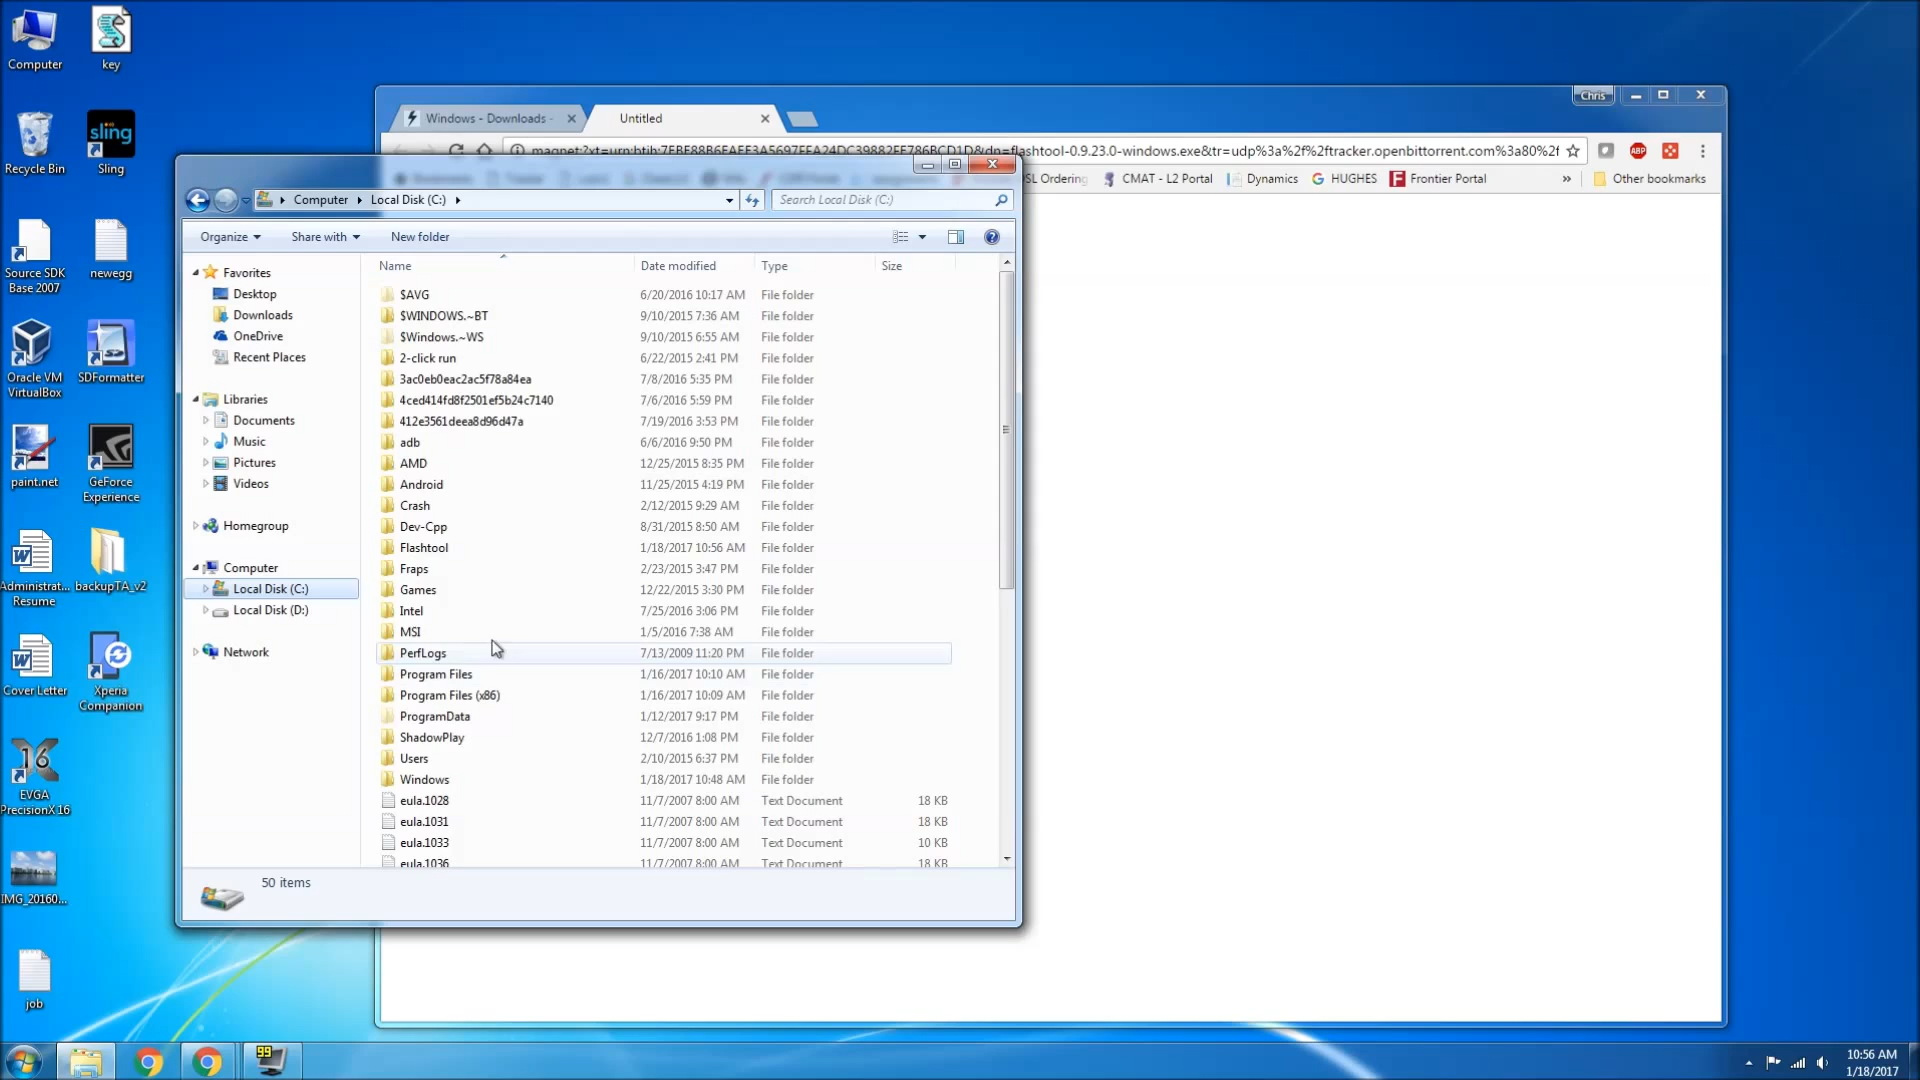 Computer
key
Recycle Bin
sling
Sling
Source SDK
Base 2007
newegg
Oracle VM
VirtualBox
SDFormatter
paint.net
GeForce
Experience
Administrat...
Resume
backupTA_v2
Cover Letter
Xperia
Companion
16
EVGA
PrecisionX 16
IMG_20160...
job
Chris
Windows - Downloads -
Untitled
magnet:?xt=urn:btih:7EBF88B6FAFF3A5697FFA24DC39882FF786BCD1D&dn=flashtool-0.9.23.0-windows.exe&tr=udp%3a%2f%2ftracker.openbittorrent.com%3a80%2f
ABP
DSL Ordering
CMAT - L2 Portal
Dynamics
HUGHES
Frontier Portal
»
Other bookmarks
Computer
Local Disk (C:)
Search Local Disk (C:)
Organize
Share with
New folder
Favorites
Desktop
Downloads
OneDrive
Recent Places
Libraries
Documents
Music
Pictures
Videos
Homegroup
Computer
Local Disk (C:)
Local Disk (D:)
Network
Name Date modified Type Size
$AVG 6/20/2016 10:17 AM File folder
$WINDOWS.~BT 9/10/2015 7:36 AM File folder
$Windows.~WS 9/10/2015 6:55 AM File folder
2-click run 6/22/2015 2:41 PM File folder
3ac0eb0eac2ac5f78a84ea 7/8/2016 5:35 PM File folder
4ced414fd8f2501ef5b24c7140 7/6/2016 5:59 PM File folder
412e3561deea8d96d47a 7/19/2016 3:53 PM File folder
adb 6/6/2016 9:50 PM File folder
AMD 12/25/2015 8:35 PM File folder
Android 11/25/2015 4:19 PM File folder
Crash 2/12/2015 9:29 AM File folder
Dev-Cpp 8/31/2015 8:50 AM File folder
Flashtool 1/18/2017 10:56 AM File folder
Fraps 2/23/2015 3:47 PM File folder
Games 12/22/2015 3:30 PM File folder
Intel 7/25/2016 3:06 PM File folder
MSI 1/5/2016 7:38 AM File folder
PerfLogs 7/13/2009 11:20 PM File folder
Program Files 1/16/2017 10:10 AM File folder
Program Files (x86) 1/16/2017 10:09 AM File folder
ProgramData 1/12/2017 9:17 PM File folder
ShadowPlay 12/7/2016 1:08 PM File folder
Users 2/10/2015 6:37 PM File folder
Windows 1/18/2017 10:48 AM File folder
eula.1028 11/7/2007 8:00 AM Text Document 18 KB
eula.1031 11/7/2007 8:00 AM Text Document 18 KB
eula.1033 11/7/2007 8:00 AM Text Document 10 KB
eula.1036 11/7/2007 8:00 AM Text Document 18 KB
50 items
99
10:56 AM
1/18/2017